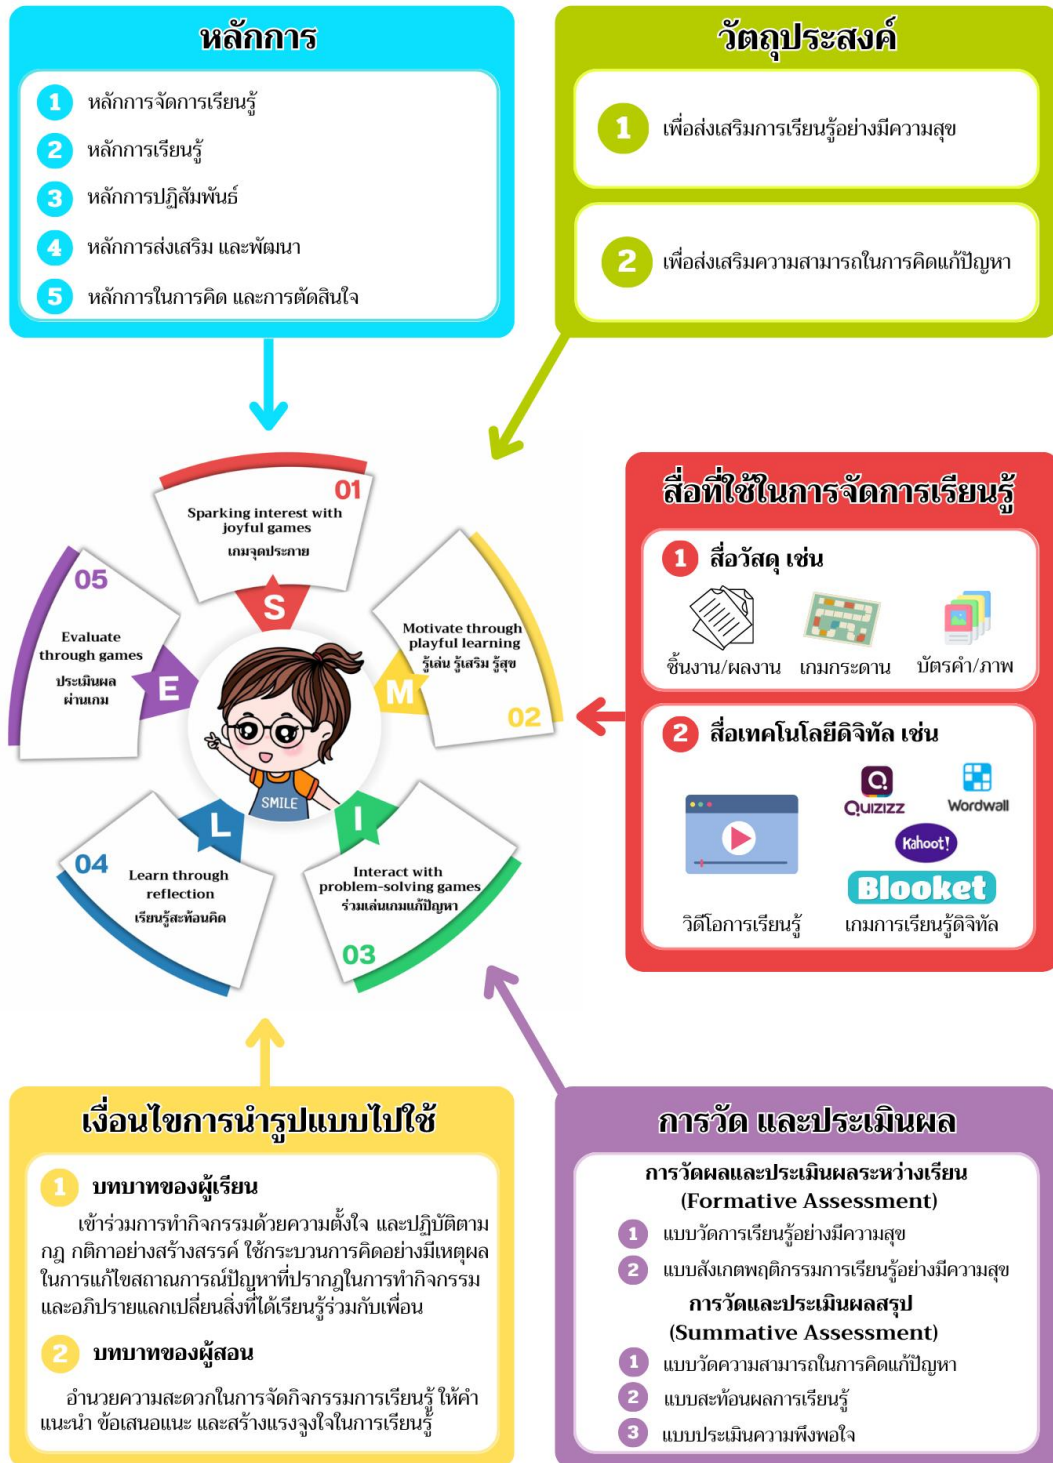 หลักการ
1 หลักการจัดการเรียนรู้
2 หลักการเรียนรู้
3 หลักการปฏิสัมพันธ์
4 หลักการส่งเสริม และพัฒนา
5 หลักการในการคิด และการตัดสินใจ
วัตถุประสงค์
1 เพื่อส่งเสริมการเรียนรู้อย่างมีความสุข
2 เพื่อส่งเสริมความสามารถในการคิดแก้ปัญหา
01
Sparking interest with
joyful games
เกมจุดประกาย
S
Motivate through
playful learning
รู้เล่น รู้เสริม รู้สุข
M
02
Interact with
problem-solving games
ร่วมเล่นเกมแก้ปัญหา
I
03
04
Learn through
reflection
เรียนรู้สะท้อนคิด
L
05
Evaluate
through games
ประเมินผล
ผ่านเกม
E
SMILE
สื่อที่ใช้ในการจัดการเรียนรู้
1 สื่อวัสดุ เช่น
ชิ้นงาน/ผลงาน เกมกระดาน บัตรคำ/ภาพ
2 สื่อเทคโนโลยีดิจิทัล เช่น
Quizizz
Wordwall
Kahoot!
Blooket
วิดีโอการเรียนรู้ เกมการเรียนรู้ดิจิทัล
เงื่อนไขการนำรูปแบบไปใช้
1 บทบาทของผู้เรียน
เข้าร่วมการทำกิจกรรมด้วยความตั้งใจ และปฏิบัติตาม
กฎ กติกาอย่างสร้างสรรค์ ใช้กระบวนการคิดอย่างมีเหตุผล
ในการแก้ไขสถาณการณ์ปัญหาที่ปรากฏในการทำกิจกรรม
และอภิปรายแลกเปลี่ยนสิ่งที่ได้เรียนรู้ร่วมกับเพื่อน
2 บทบาทของผู้สอน
อำนวยความสะดวกในการจัดกิจกรรมการเรียนรู้ ให้คำ
แนะนำ ข้อเสนอแนะ และสร้างแรงจูงใจในการเรียนรู้
การวัด และประเมินผล
การวัดผลและประเมินผลระหว่างเรียน
(Formative Assessment)
1 แบบวัดการเรียนรู้อย่างมีความสุข
2 แบบสังเกตพฤติกรรมการเรียนรู้อย่างมีความสุข
การวัดและประเมินผลสรุป
(Summative Assessment)
1 แบบวัดความสามารถในการคิดแก้ปัญหา
2 แบบสะท้อนผลการเรียนรู้
3 แบบประเมินความพึงพอใจ